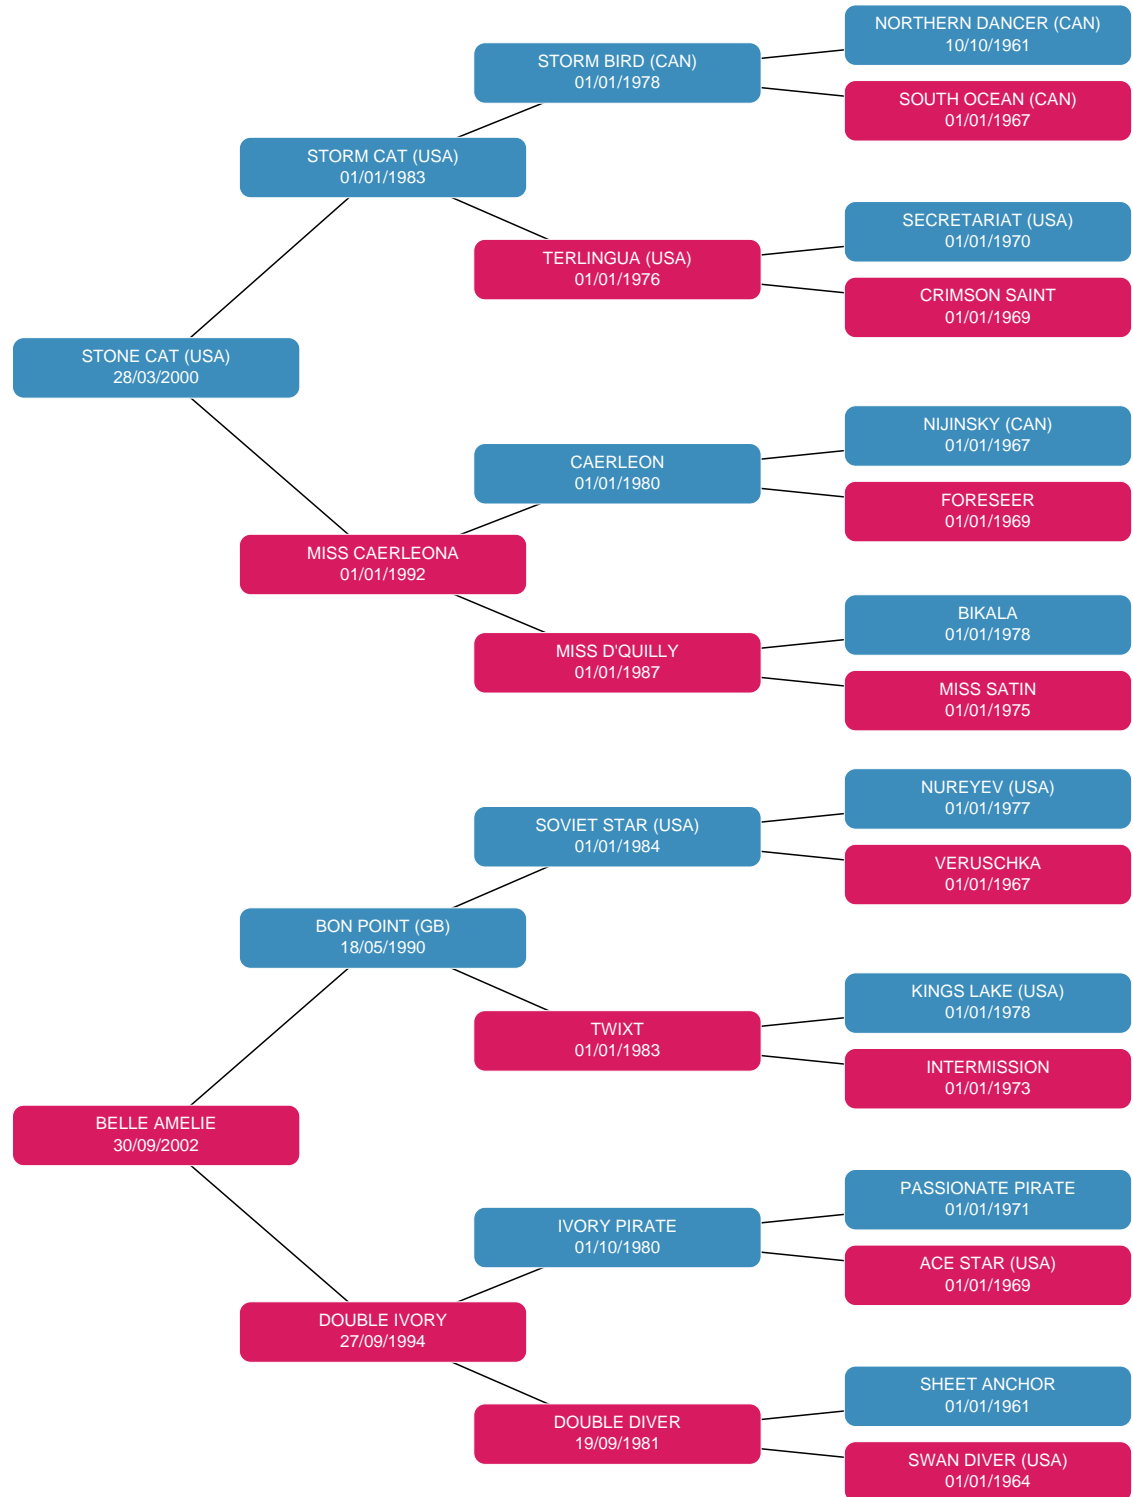 NORTHERN DANCER (CAN)
10/10/1961
STORM BIRD (CAN)
01/01/1978
SOUTH OCEAN (CAN)
01/01/1967
STORM CAT (USA)
01/01/1983
SECRETARIAT (USA)
01/01/1970
TERLINGUA (USA)
01/01/1976
CRIMSON SAINT
01/01/1969
STONE CAT (USA)
28/03/2000
NIJINSKY (CAN)
01/01/1967
CAERLEON
01/01/1980
FORESEER
01/01/1969
MISS CAERLEONA
01/01/1992
BIKALA
01/01/1978
MISS D'QUILLY
01/01/1987
MISS SATIN
01/01/1975
NUREYEV (USA)
01/01/1977
SOVIET STAR (USA)
01/01/1984
VERUSCHKA
01/01/1967
BON POINT (GB)
18/05/1990
KINGS LAKE (USA)
01/01/1978
TWIXT
01/01/1983
INTERMISSION
01/01/1973
BELLE AMELIE
30/09/2002
PASSIONATE PIRATE
01/01/1971
IVORY PIRATE
01/10/1980
ACE STAR (USA)
01/01/1969
DOUBLE IVORY
27/09/1994
SHEET ANCHOR
01/01/1961
DOUBLE DIVER
19/09/1981
SWAN DIVER (USA)
01/01/1964